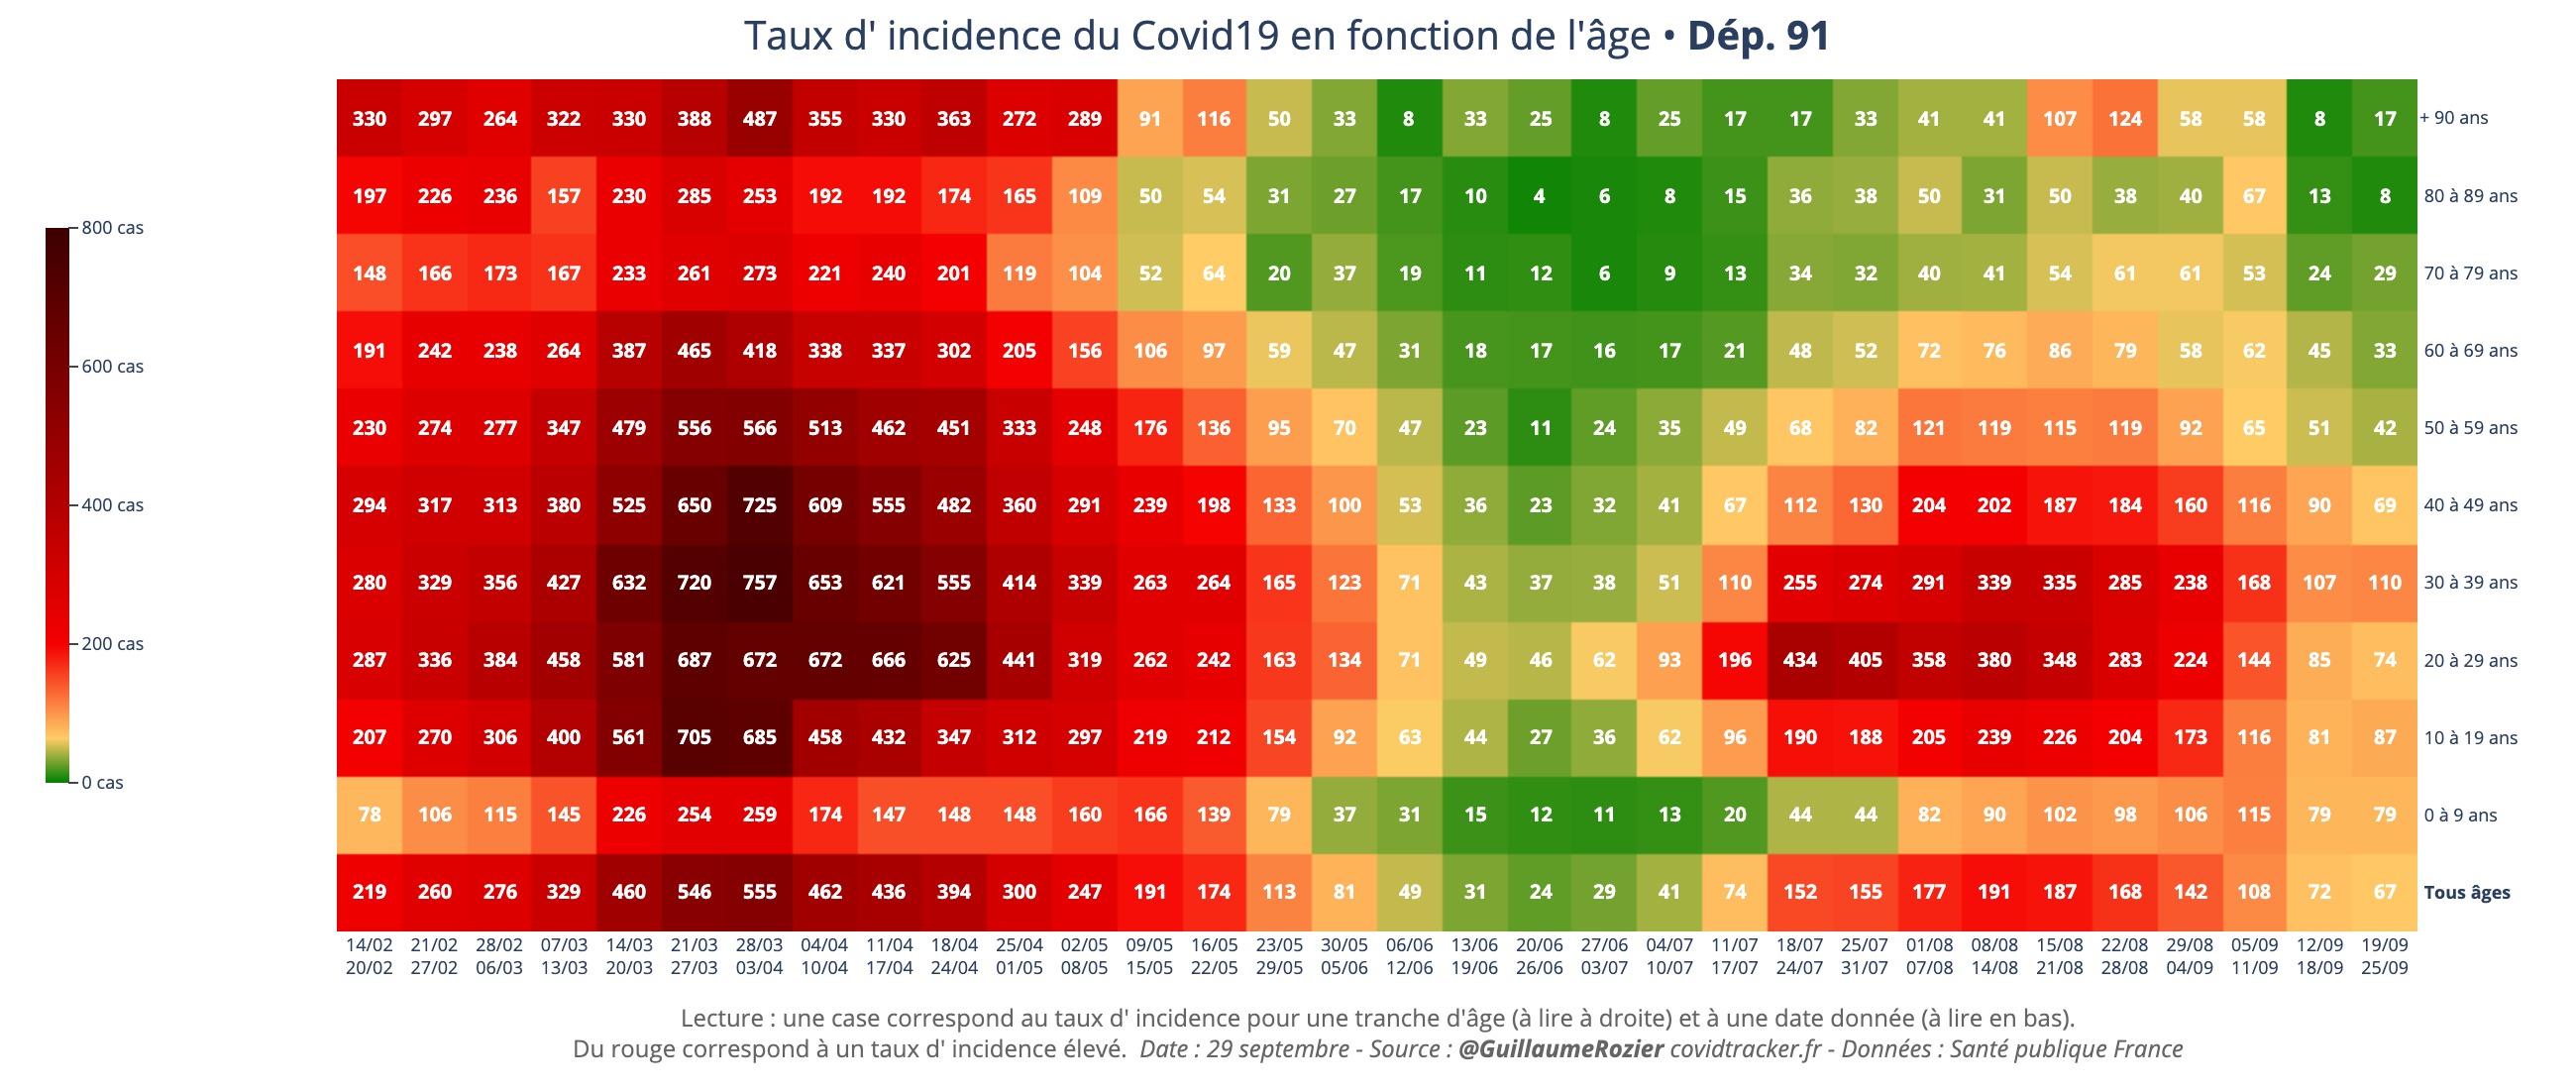 Taux d' incidence du Covid19 en fonction de l'âge • Dép. 91
330 297 264 322 330 388 487 355 330 363 272 289 91 116 50 33 8 33 25 8 25 17 17 33 41 41 107 124 58 58 8 17 + 90 ans
197 226 236 157 230 285 253 192 192 174 165 109 50 54 31 27 17 10 4 6 8 15 36 38 50 31 50 38 40 67 13 8 80 à 89 ans
148 166 173 167 233 261 273 221 240 201 119 104 52 64 20 37 19 11 12 6 9 13 34 32 40 41 54 61 61 53 24 29 70 à 79 ans
191 242 238 264 387 465 418 338 337 302 205 156 106 97 59 47 31 18 17 16 17 21 48 52 72 76 86 79 58 62 45 33 60 à 69 ans
230 274 277 347 479 556 566 513 462 451 333 248 176 136 95 70 47 23 11 24 35 49 68 82 121 119 115 119 92 65 51 42 50 à 59 ans
294 317 313 380 525 650 725 609 555 482 360 291 239 198 133 100 53 36 23 32 41 67 112 130 204 202 187 184 160 116 90 69 40 à 49 ans
280 329 356 427 632 720 757 653 621 555 414 339 263 264 165 123 71 43 37 38 51 110 255 274 291 339 335 285 238 168 107 110 30 à 39 ans
287 336 384 458 581 687 672 672 666 625 441 319 262 242 163 134 71 49 46 62 93 196 434 405 358 380 348 283 224 144 85 74 20 à 29 ans
207 270 306 400 561 705 685 458 432 347 312 297 219 212 154 92 63 44 27 36 62 96 190 188 205 239 226 204 173 116 81 87 10 à 19 ans
78 106 115 145 226 254 259 174 147 148 148 160 166 139 79 37 31 15 12 11 13 20 44 44 82 90 102 98 106 115 79 79 0 à 9 ans
219 260 276 329 460 546 555 462 436 394 300 247 191 174 113 81 49 31 24 29 41 74 152 155 177 191 187 168 142 108 72 67 Tous âges
14/02 21/02 28/02 07/03 14/03 21/03 28/03 04/04 11/04 18/04 25/04 02/05 09/05 16/05 23/05 30/05 06/06 13/06 20/06 27/06 04/07 11/07 18/07 25/07 01/08 08/08 15/08 22/08 29/08 05/09 12/09 19/09
20/02 27/02 06/03 13/03 20/03 27/03 03/04 10/04 17/04 24/04 01/05 08/05 15/05 22/05 29/05 05/06 12/06 19/06 26/06 03/07 10/07 17/07 24/07 31/07 07/08 14/08 21/08 28/08 04/09 11/09 18/09 25/09
800 cas
600 cas
400 cas
200 cas
0 cas
Lecture : une case correspond au taux d' incidence pour une tranche d'âge (à lire à droite) et à une date donnée (à lire en bas).
Du rouge correspond à un taux d' incidence élevé. Date : 29 septembre - Source : @GuillaumeRozier covidtracker.fr - Données : Santé publique France